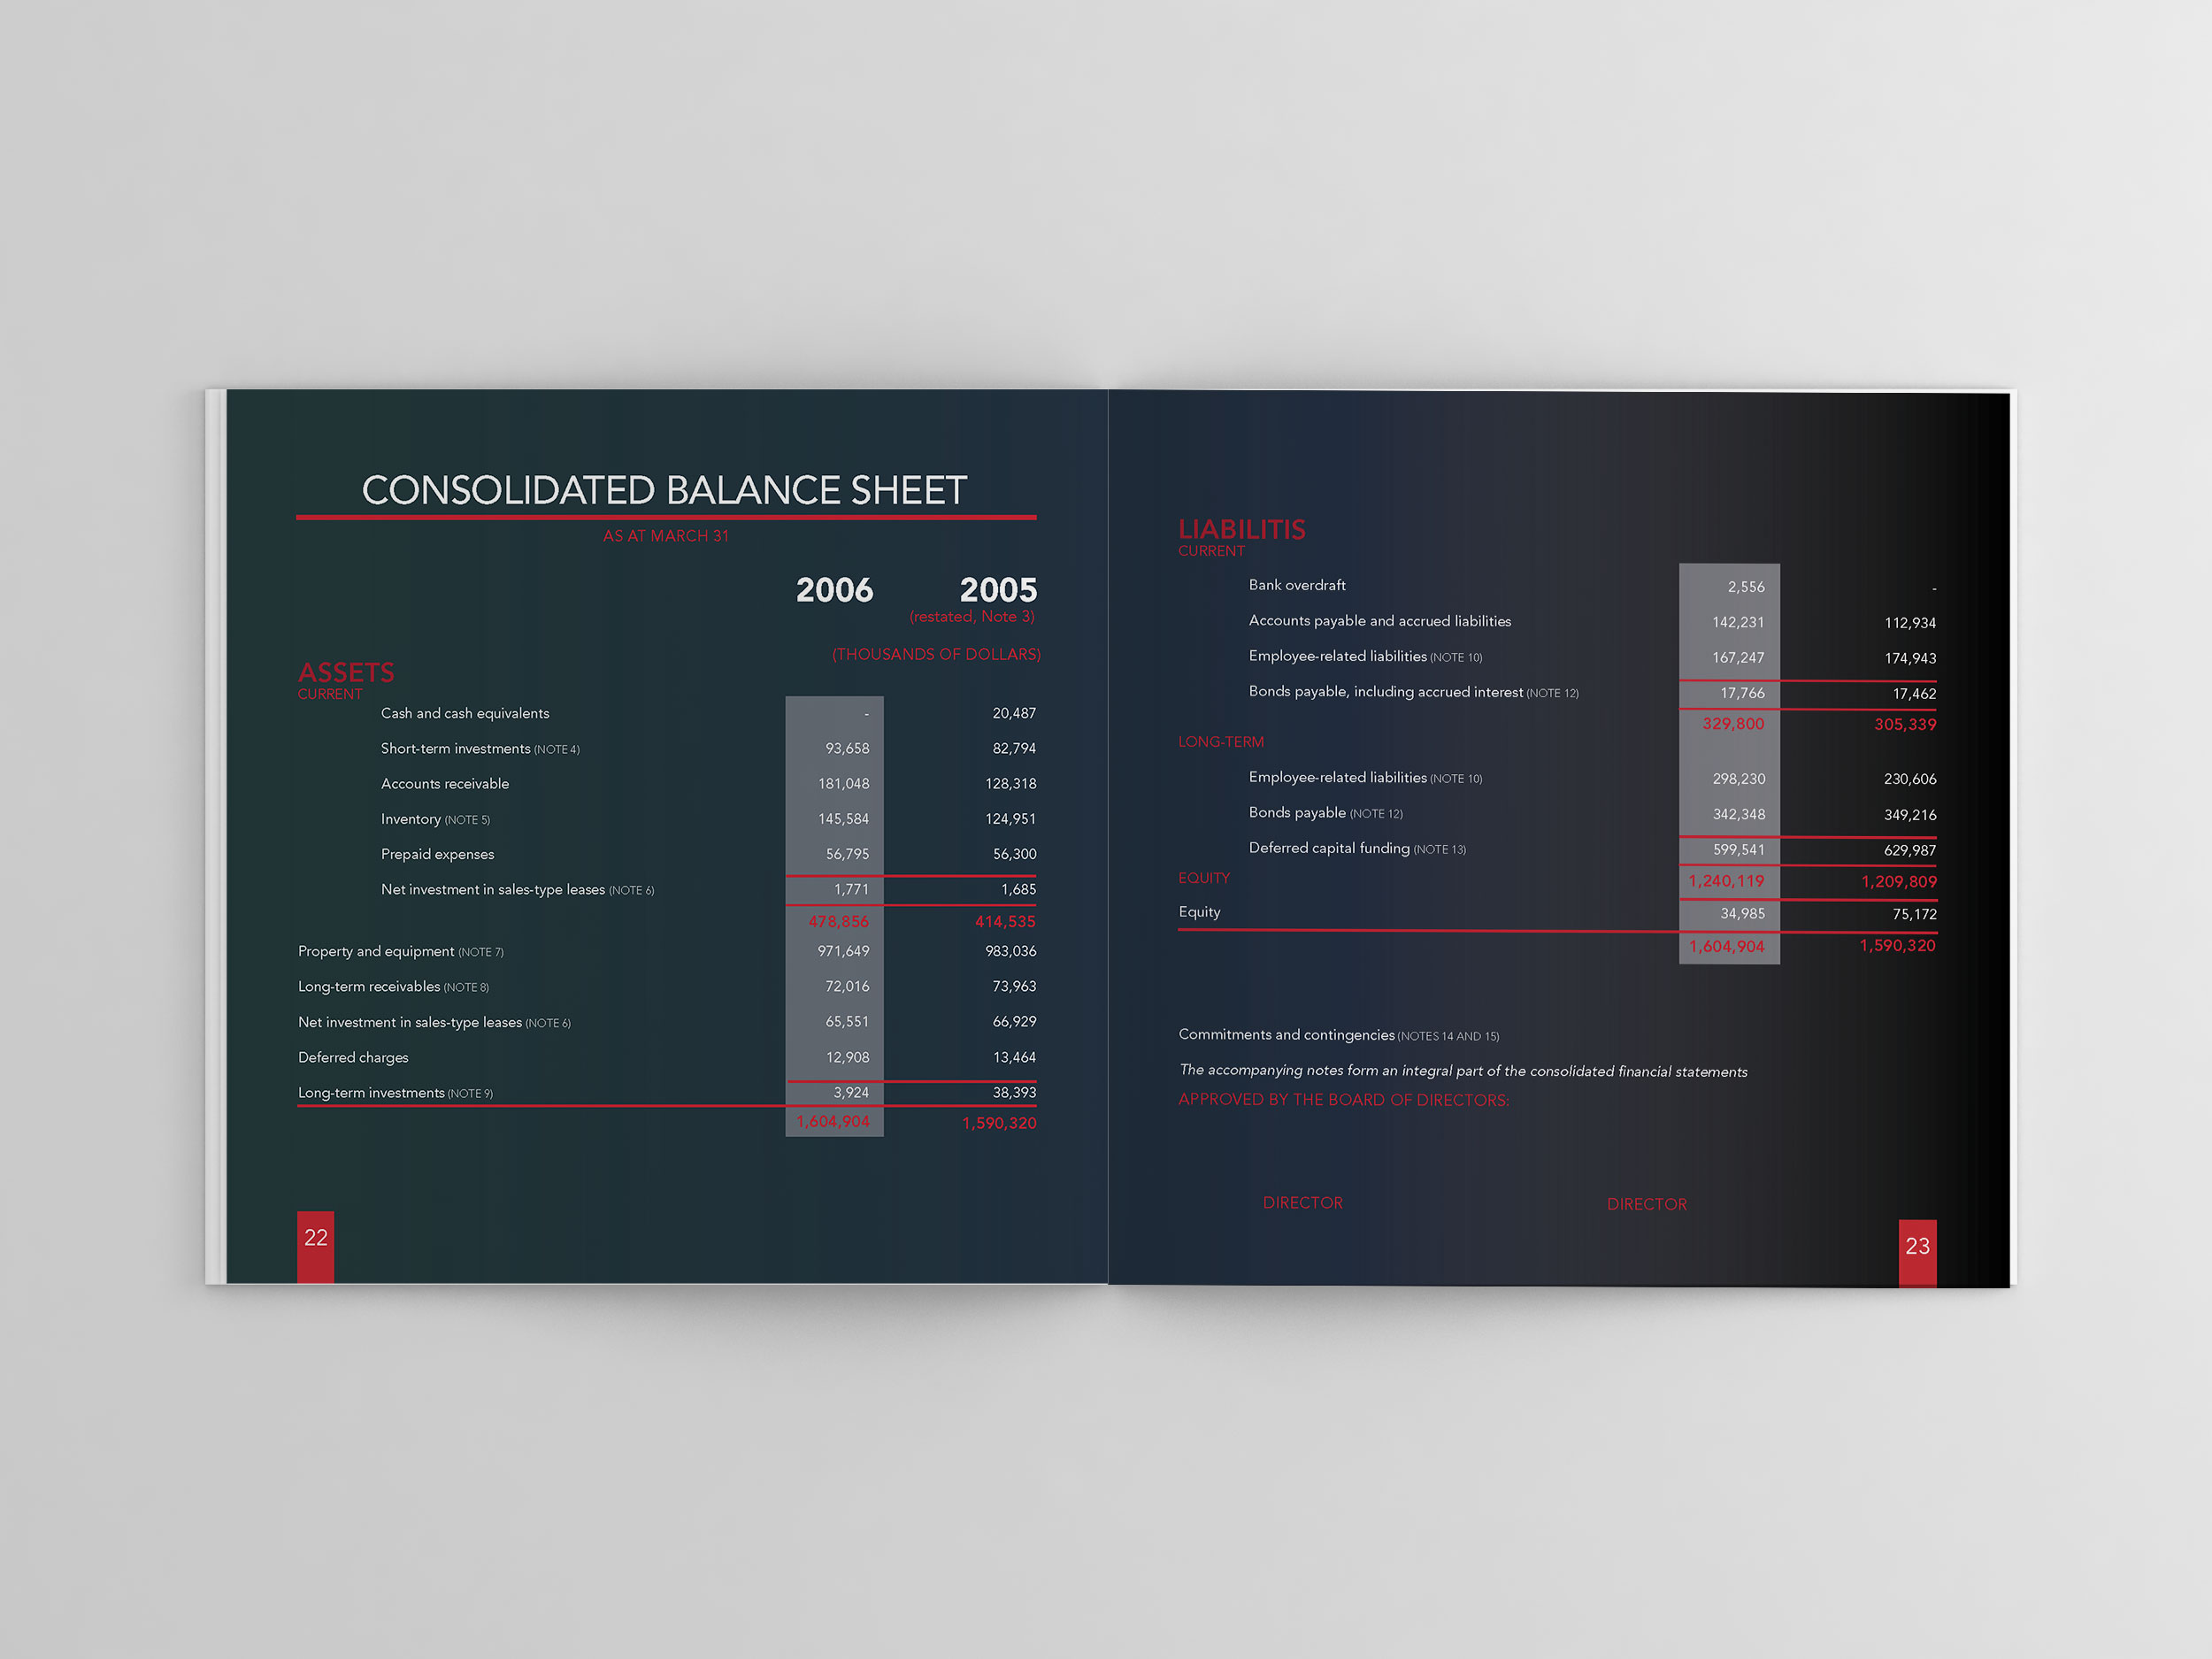 CONSOLIDATED BALANCE SHEET
AS AT MARCH 31
2006 2005
(restated, Note 3)
(THOUSANDS OF DOLLARS)
ASSETS
CURRENT
Cash and cash equivalents - 20,487
Short-term investments (NOTE 4) 93,658 82,794
Accounts receivable 181,048 128,318
Inventory (NOTE 5) 145,584 124,951
Prepaid expenses 56,795 56,300
Net investment in sales-type leases (NOTE 6) 1,771 1,685
478,856 414,535
Property and equipment (NOTE 7) 971,649 983,036
Long-term receivables (NOTE 8) 72,016 73,963
Net investment in sales-type leases (NOTE 6) 65,551 66,929
Deferred charges 12,908 13,464
Long-term investments (NOTE 9) 3,924 38,393
1,604,904 1,590,320
22
LIABILITIS
CURRENT
Bank overdraft 2,556 -
Accounts payable and accrued liabilities 142,231 112,934
Employee-related liabilities (NOTE 10) 167,247 174,943
Bonds payable, including accrued interest (NOTE 12) 17,766 17,462
329,800 305,339
LONG-TERM
Employee-related liabilities (NOTE 10) 298,230 230,606
Bonds payable (NOTE 12) 342,348 349,216
Deferred capital funding (NOTE 13) 599,541 629,987
EQUITY 1,240,119 1,209,809
Equity 34,985 75,172
1,604,904 1,590,320
Commitments and contingencies (NOTES 14 AND 15)
The accompanying notes form an integral part of the consolidated financial statements
APPROVED BY THE BOARD OF DIRECTORS:
DIRECTOR DIRECTOR
23